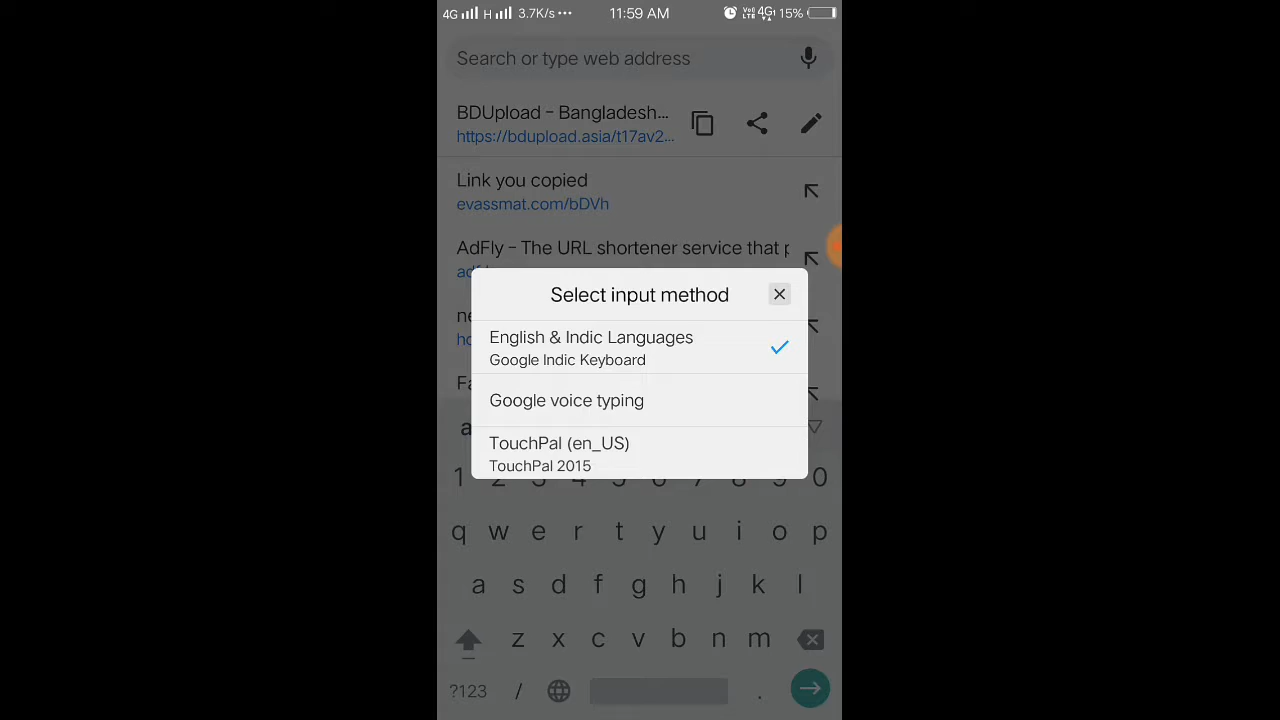 4G H 3.7K/s ••• 11:59 AM VoLTE 4G 15%
Search or type web address
BDUpload - Bangladesh...
https://bdupload.asia/t17av2...
Link you copied
evassmat.com/bDVh
AdFly - The URL shortener service that
Select input method
English & Indic Languages
Google Indic Keyboard
Google voice typing
TouchPal (en_US)
TouchPal 2015
1 2 3 4 5 6 7 8 9 0
q w e r t y u i o p
a s d f g h j k l
z x c v b n m
?123 / .